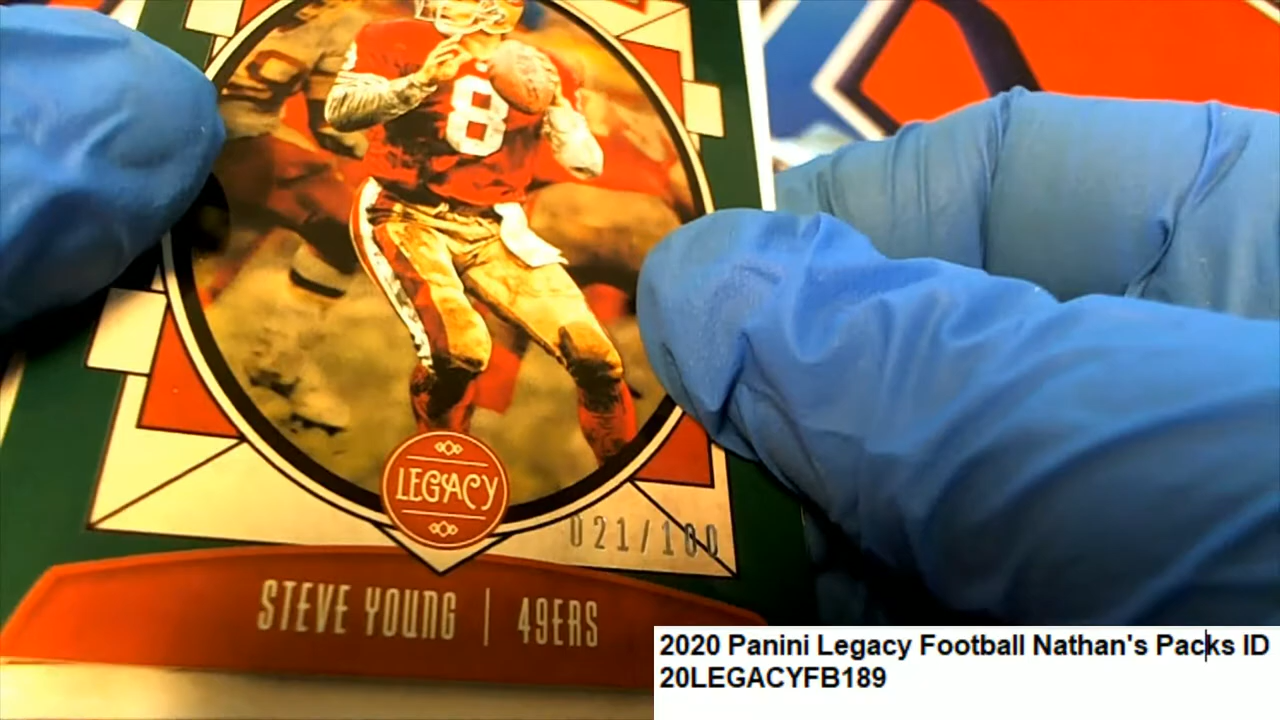 8
LEGACY
021/100
STEVE YOUNG | 49ERS
2020 Panini Legacy Football Nathan's Packs ID
20LEGACYFB189